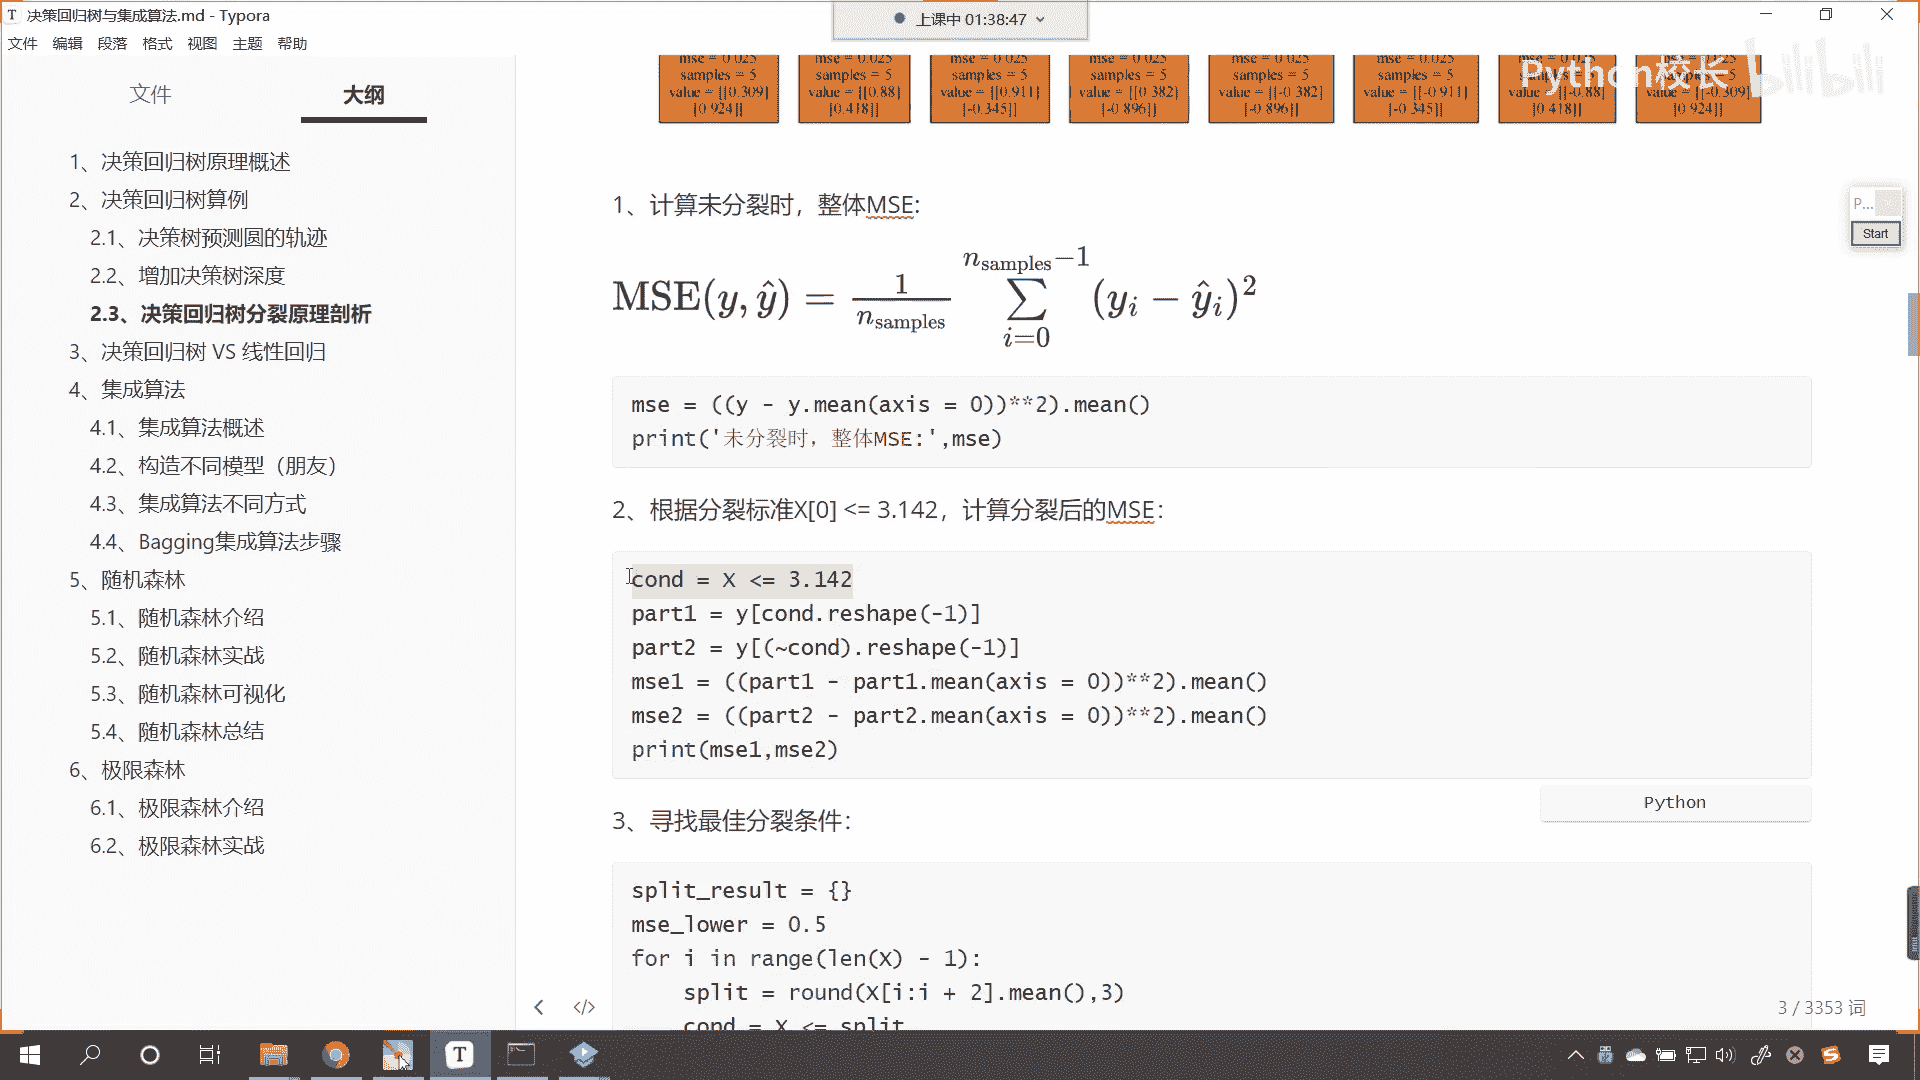 决策回归树与集成算法.md - Typora
上课中 01:38:47
文件 编辑 段落 格式 视图 主题 帮助
文件 大纲
1、决策回归树原理概述
2、决策回归树算例
2.1、决策树预测圆的轨迹
2.2、增加决策树深度
2.3、决策回归树分裂原理剖析
3、决策回归树 VS 线性回归
4、集成算法
4.1、集成算法概述
4.2、构造不同模型（朋友）
4.3、集成算法不同方式
4.4、Bagging集成算法步骤
5、随机森林
5.1、随机森林介绍
5.2、随机森林实战
5.3、随机森林可视化
5.4、随机森林总结
6、极限森林
6.1、极限森林介绍
6.2、极限森林实战
mse = 0.025 mse = 0.025 mse = 0.025 mse = 0.025 mse = 0.025 mse = 0.025 mse = 0.025 mse = 0.025
samples = 5 samples = 5 samples = 5 samples = 5 samples = 5 samples = 5 samples = 5 samples = 5
value = [[0.309] value = [[0.88] value = [[0.911] value = [[0.382] value = [[-0.382] value = [[-0.911] value = [[-0.88] value = [[-0.309]
[0.924]] [0.418]] [-0.345]] [-0.896]] [-0.896]] [-0.345]] [0.418]] [0.924]]
Python校长 bilibili
1、计算未分裂时，整体MSE:
MSE(y, ŷ) = 1/n_samples ∑_{i=0}^{n_samples−1} (y_i − ŷ_i)²
mse = ((y - y.mean(axis = 0))**2).mean()
print('未分裂时，整体MSE:',mse)
2、根据分裂标准X[0] <= 3.142，计算分裂后的MSE：
cond = X <= 3.142
part1 = y[cond.reshape(-1)]
part2 = y[(~cond).reshape(-1)]
mse1 = ((part1 - part1.mean(axis = 0))**2).mean()
mse2 = ((part2 - part2.mean(axis = 0))**2).mean()
print(mse1,mse2)
Python
3、寻找最佳分裂条件：
split_result = {}
mse_lower = 0.5
for i in range(len(X) - 1):
split = round(X[i:i + 2].mean(),3)
cond = X <= split
P...
Start
3 / 3353 词